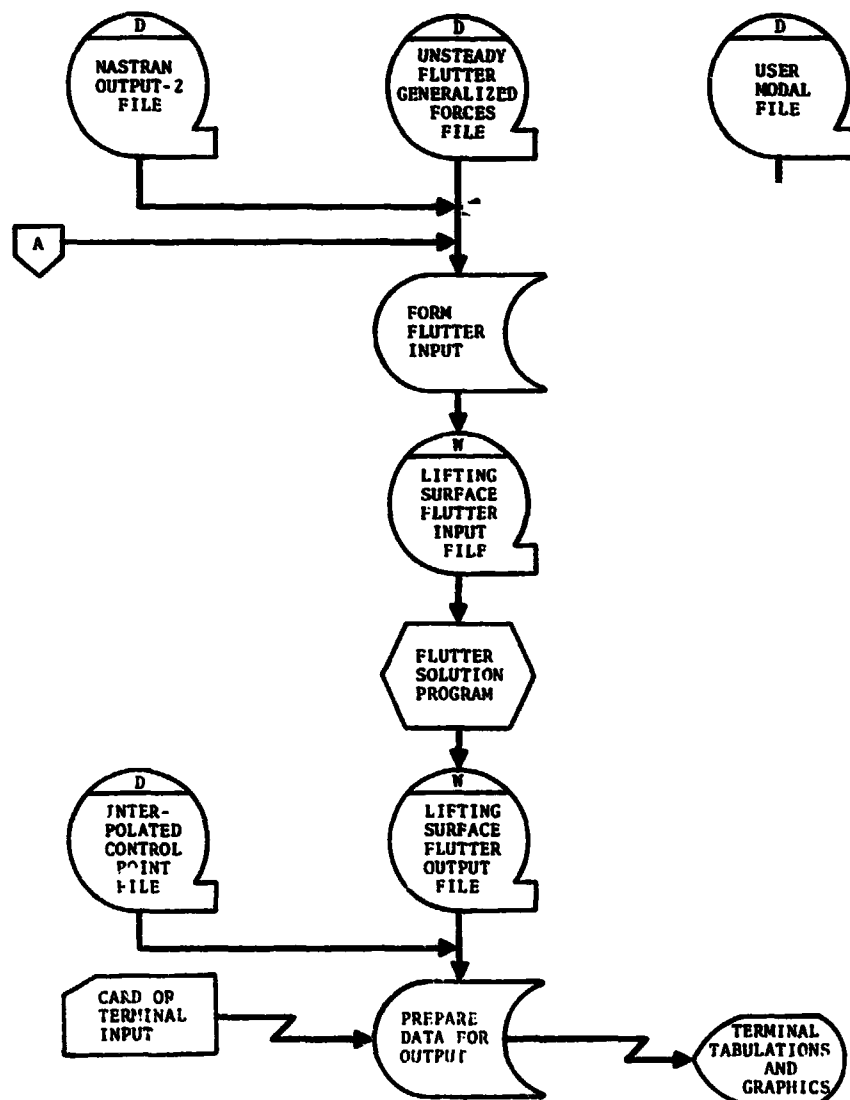 D
NASTRAN
OUTPUT-2
FILE
D
UNSTEADY
FLUTTER
GENERALIZED
FORCES
FILE
D
USER
MODAL
FILE
A
FORM
FLUTTER
INPUT
W
LIFTING
SURFACE
FLUTTER
INPUT
FILE
FLUTTER
SOLUTION
PROGRAM
D
INTER-
POLATED
CONTROL
POINT
FILE
W
LIFTING
SURFACE
FLUTTER
OUTPUT
FILE
CARD OR
TERMINAL
INPUT
PREPARE
DATA FOR
OUTPUT
TERMINAL
TABULATIONS
AND
GRAPHICS